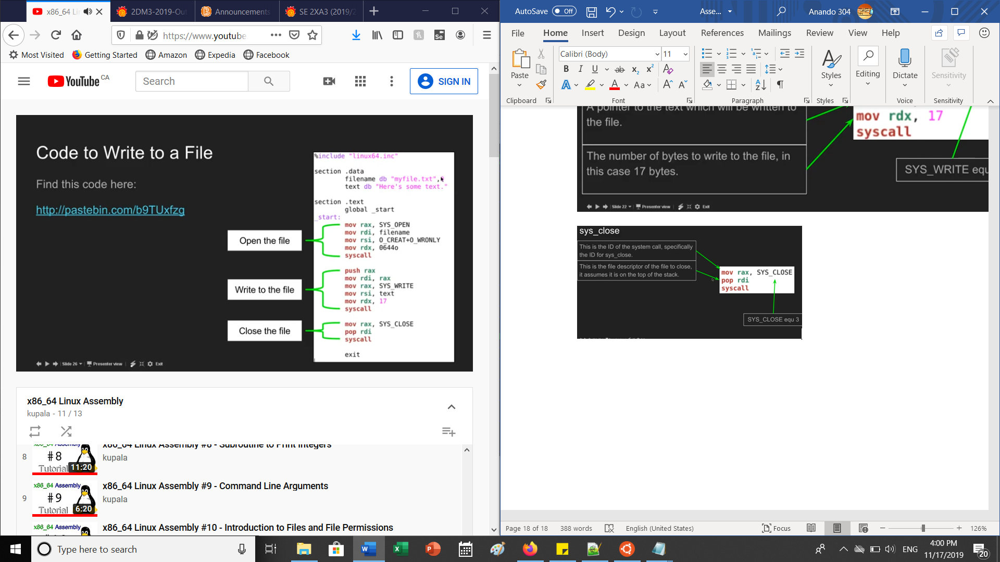 x86_64 Li
2DM3-2019-Ou
Announcements
SE 2XA3 (2019/2
https://www.youtube
Most Visited
Getting Started
Amazon
Expedia
Facebook
YouTube CA
Search
SIGN IN
Code to Write to a File
Find this code here:
http://pastebin.com/b9TUxfzg
Open the file
Write to the file
Close the file
%include "linux64.inc"
section .data
filename db "myfile.txt",
text db "Here's some text."
section .text
global _start
_start:
mov rax, SYS_OPEN
mov rdi, filename
mov rsi, O_CREAT+O_WRONLY
mov rdx, 0644o
syscall
push rax
mov rdi, rax
mov rax, SYS_WRITE
mov rsi, text
mov rdx, 17
syscall
mov rax, SYS_CLOSE
pop rdi
syscall
exit
Slide 26
Presenter view
Exit
x86_64 Linux Assembly
kupala - 11 / 13
8
x86_64 Assembly
#8
Tutorial
11:20
x86_64 Linux Assembly #8 - Subroutine to Print Integers
kupala
9
x86_64 Assembly
#9
Tutorial
6:20
x86_64 Linux Assembly #9 - Command Line Arguments
kupala
x86_64 Assembly
x86_64 Linux Assembly #10 - Introduction to Files and File Permissions
AutoSave Off
Asse...
Anando 304
File
Home
Insert
Design
Layout
References
Mailings
Review
View
Help
Paste
Clipboard
Calibri (Body)
11
Font
Paragraph
Styles
Styles
Editing
Dictate
Voice
Sensitivity
Sensitivity
A pointer to the text which will be written to
the file.
The number of bytes to write to the file, in
this case 17 bytes.
mov rdx, 17
syscall
SYS_WRITE equ
Slide 22
Presenter view
Exit
sys_close
This is the ID of the system call, specifically
the ID for sys_close.
This is the file descriptor of the file to close,
it assumes it is on the top of the stack.
mov rax, SYS_CLOSE
pop rdi
syscall
SYS_CLOSE equ 3
Page 18 of 18
388 words
English (United States)
Focus
126%
Type here to search
ENG
4:00 PM
11/17/2019
20